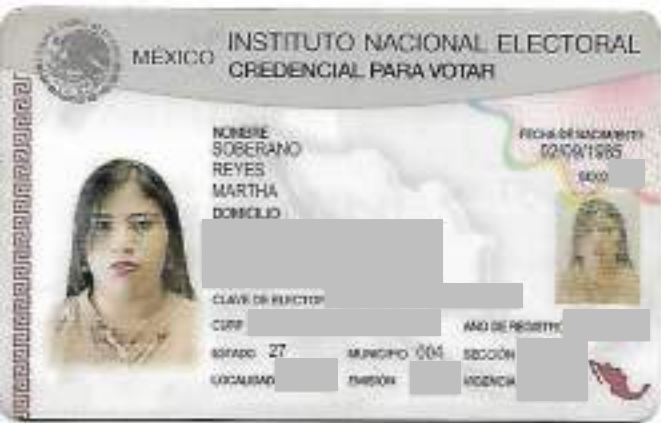 MÉXICO
INSTITUTO NACIONAL ELECTORAL
CREDENCIAL PARA VOTAR
NOMBRE
SOBERANO
REYES
MARTHA
DOMICILIO
FECHA DE NACIMIENTO
02/09/1985
SEXO
CLAVE DE ELECTOR
CURP
AÑO DE REGISTRO
ESTADO 27
MUNICIPIO 004
SECCIÓN
LOCALIDAD
EMISIÓN
VIGENCIA